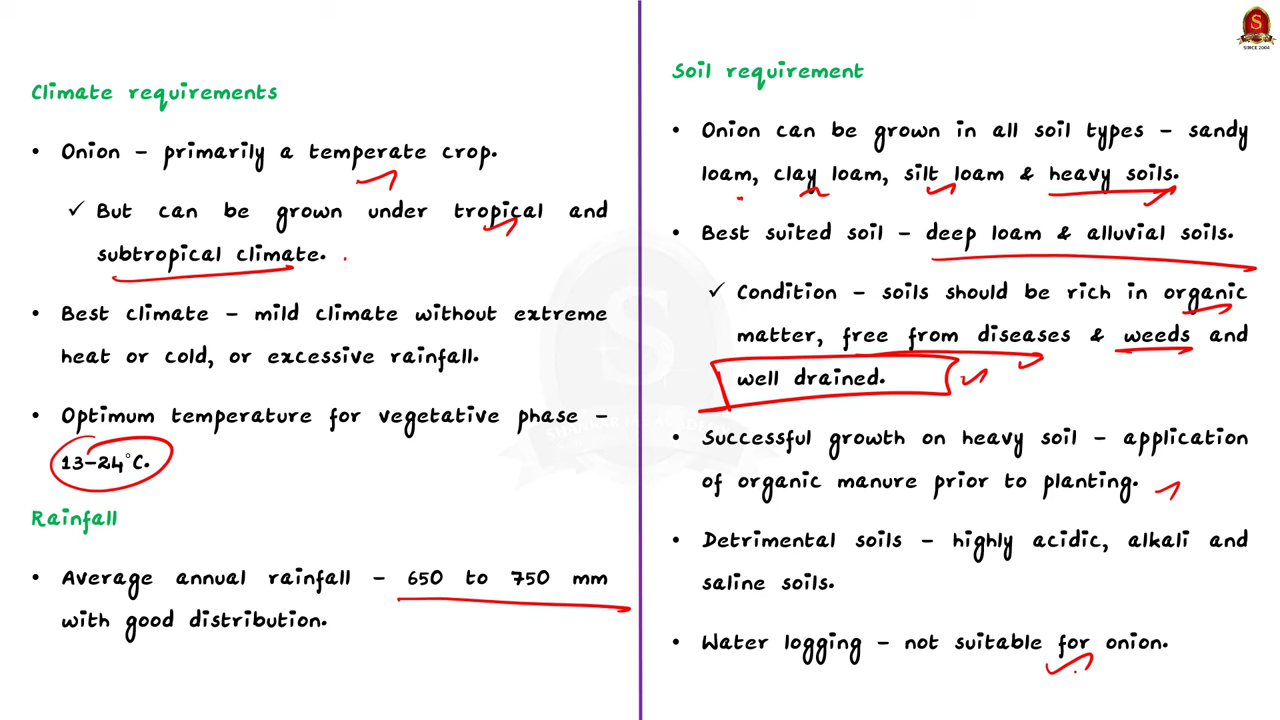 Climate requirements
• Onion – primarily a temperate crop.
✓ But can be grown under tropical and
subtropical climate.
• Best climate – mild climate without extreme
heat or cold, or excessive rainfall.
• Optimum temperature for vegetative phase –
13–24°C.
Rainfall
• Average annual rainfall – 650 to 750 mm
with good distribution.
Soil requirement
• Onion can be grown in all soil types – sandy
loam, clay loam, silt loam & heavy soils.
• Best suited soil – deep loam & alluvial soils.
✓ Condition – soils should be rich in organic
matter, free from diseases & weeds and
well drained.
• Successful growth on heavy soil – application
of organic manure prior to planting.
• Detrimental soils – highly acidic, alkali and
saline soils.
• Water logging – not suitable for onion.
S
SINCE 2004